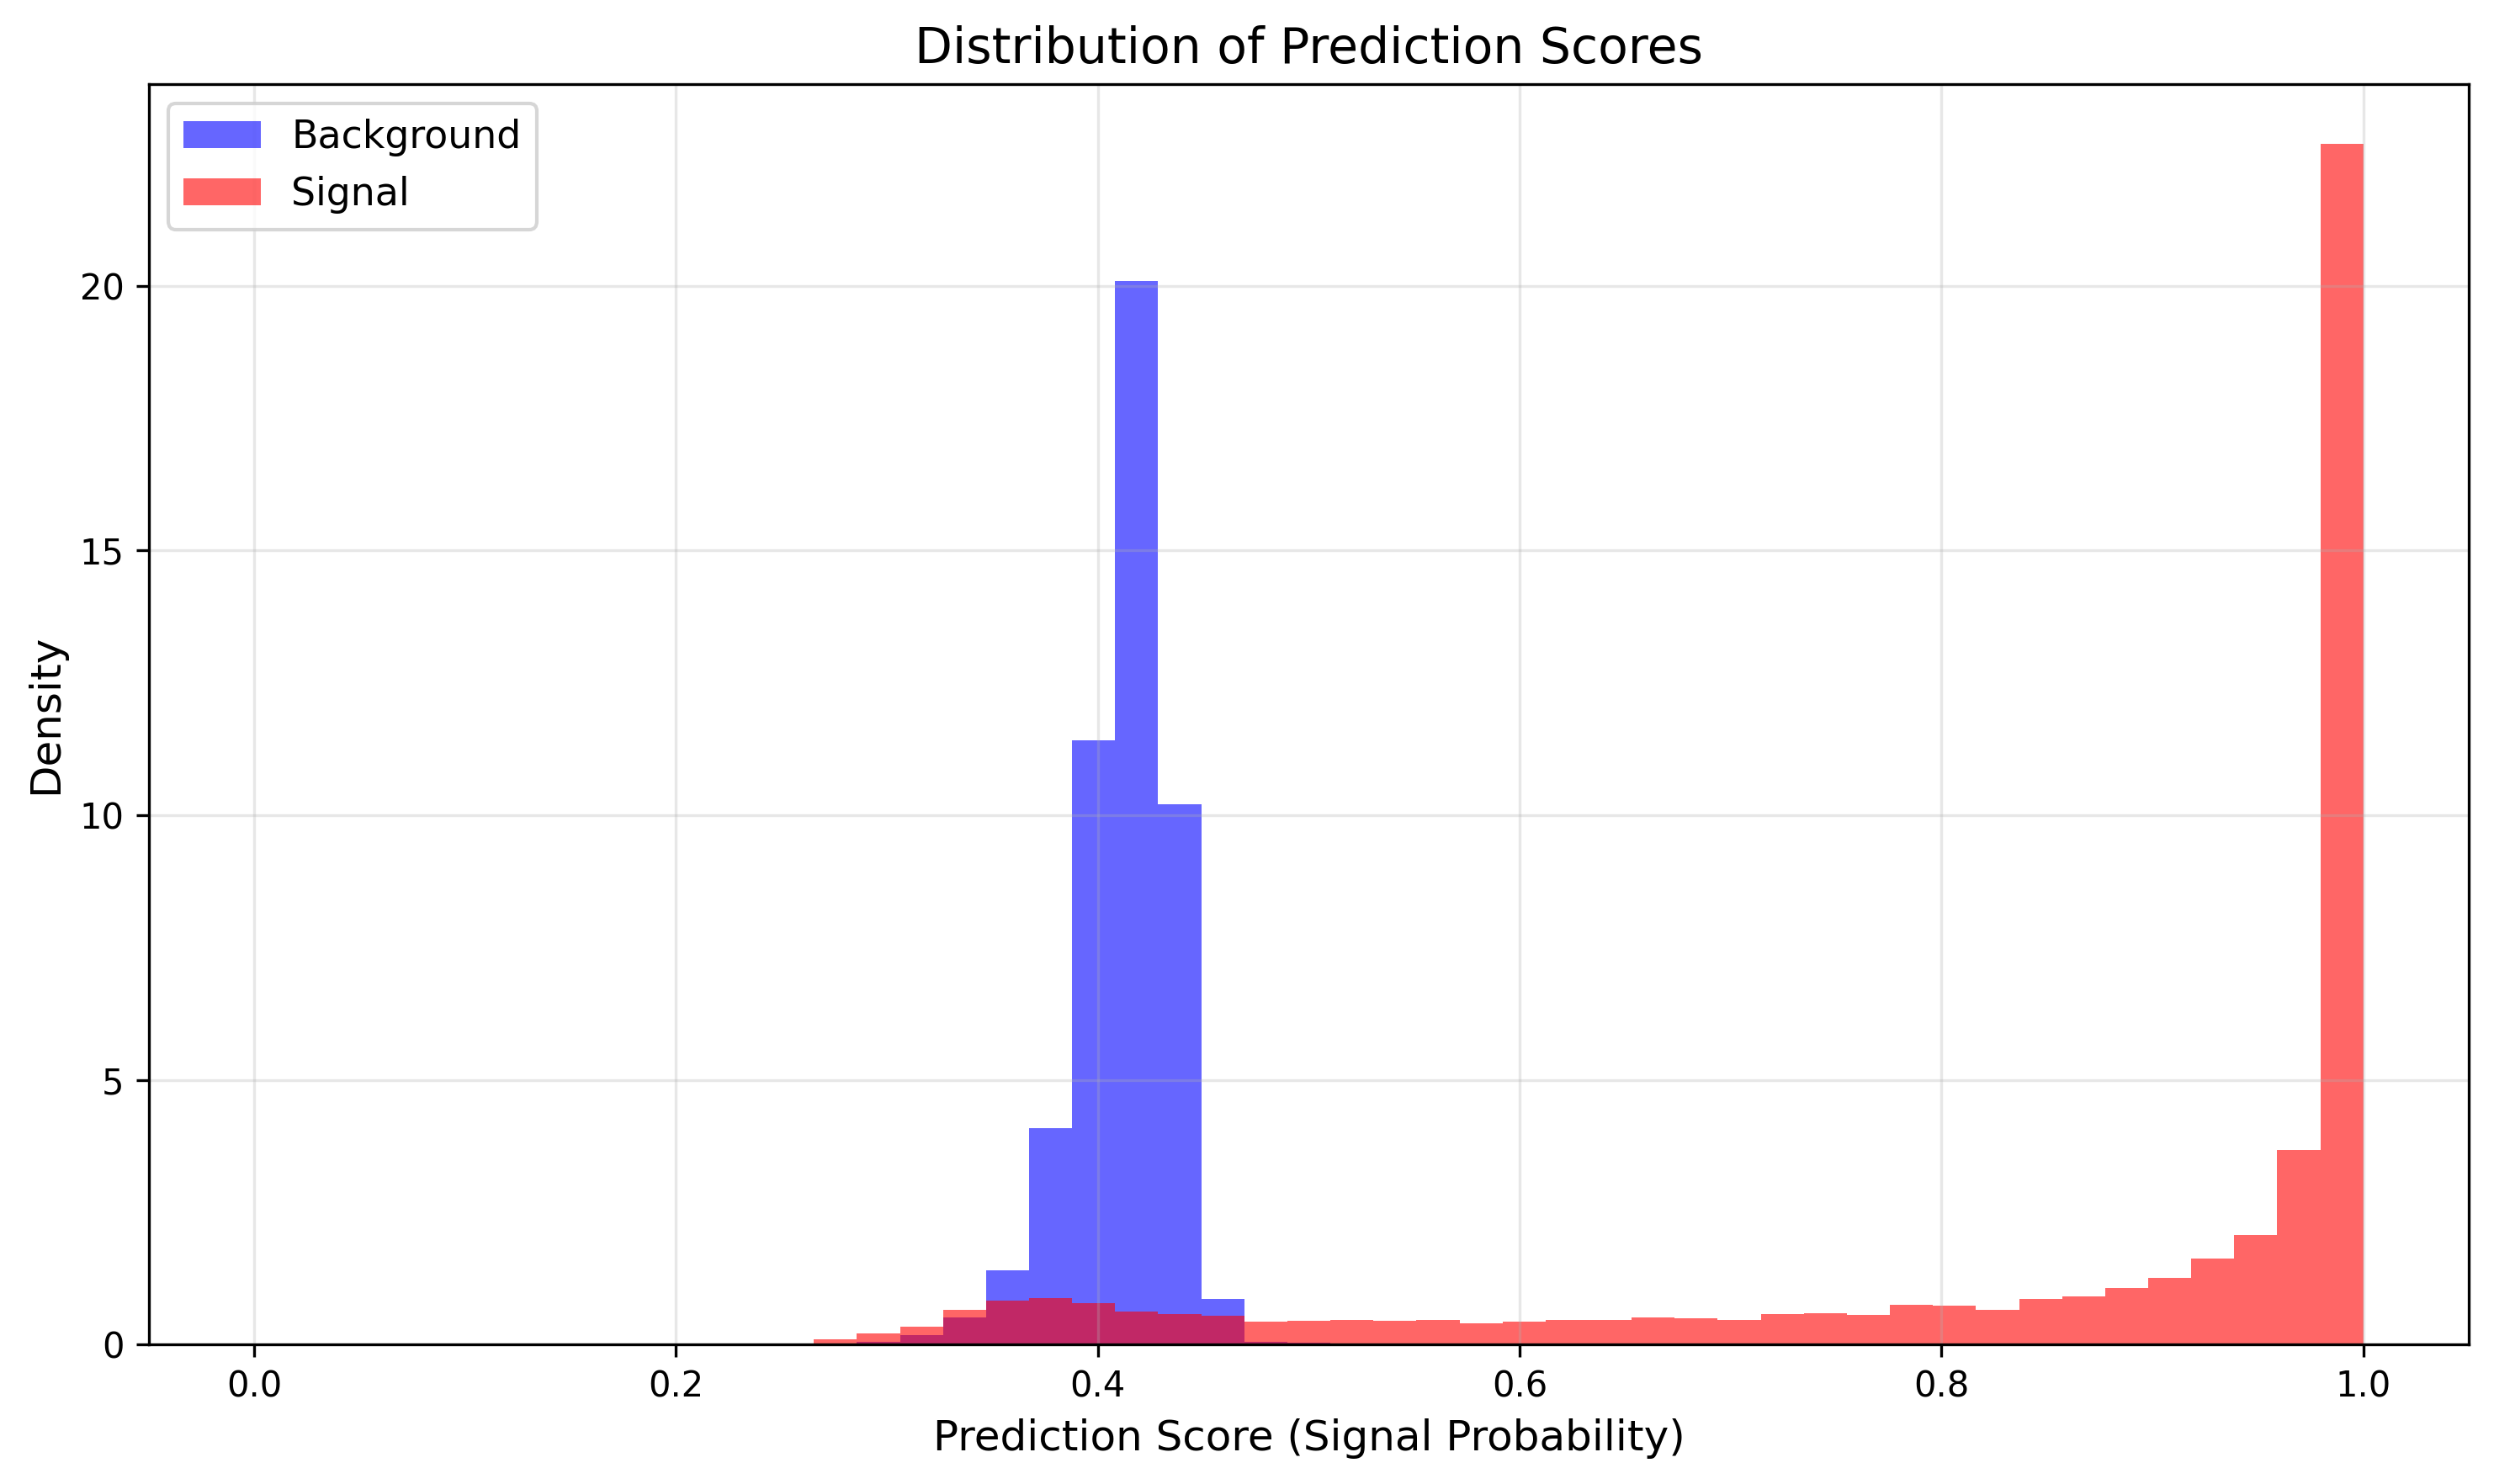 Distribution of Prediction Scores
Background
Signal
20
15
10
5
0
Density
0.0 0.2 0.4 0.6 0.8 1.0
Prediction Score (Signal Probability)